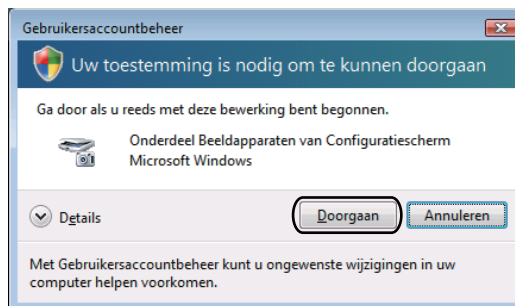 Gebruikersaccountbeheer
Uw toestemming is nodig om te kunnen doorgaan
Ga door als u reeds met deze bewerking bent begonnen.
Onderdeel Beeldapparaten van Configuratiescherm
Microsoft Windows
Details
Doorgaan
Annuleren
Met Gebruikersaccountbeheer kunt u ongewenste wijzigingen in uw
computer helpen voorkomen.